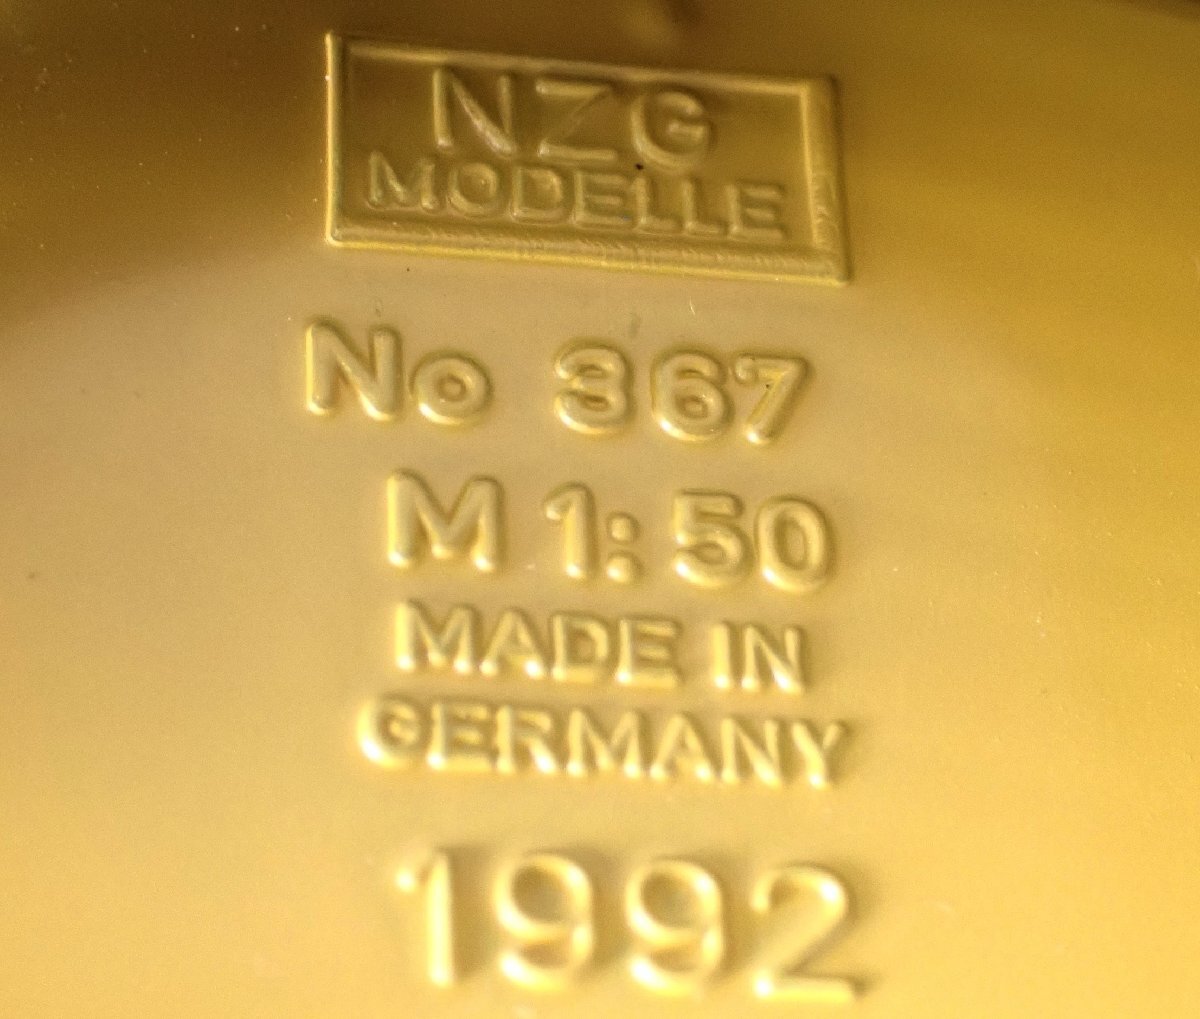 NZG
MODELLE
No 367
M 1:50
MADE IN
GERMANY
1992